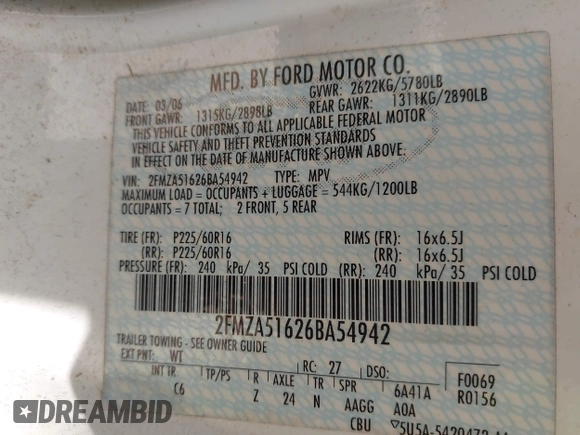 MFD. BY FORD MOTOR CO.
DATE: 03/06 GVWR: 2622KG/5780LB
FRONT GAWR: 1315KG/2898LB REAR GAWR: 1311KG/2890LB
THIS VEHICLE CONFORMS TO ALL APPLICABLE FEDERAL MOTOR
VEHICLE SAFETY AND THEFT PREVENTION STANDARDS
IN EFFECT ON THE DATE OF MANUFACTURE SHOWN ABOVE.
VIN: 2FMZA51626BA54942 TYPE: MPV
MAXIMUM LOAD = OCCUPANTS + LUGGAGE = 544KG/1200LB
OCCUPANTS = 7 TOTAL; 2 FRONT, 5 REAR
TIRE (FR): P225/60R16 RIMS (FR): 16x6.5J
(RR): P225/60R16 (RR): 16x6.5J
PRESSURE (FR): 240 kPa/ 35 PSI COLD (RR): 240 kPa/ 35 PSI COLD
2FMZA51626BA54942
TRAILER TOWING - SEE OWNER GUIDE
EXT PNT: WT RC: 27 DSO: F0069
INT TR TP/PS R AXLE TR SPR 6A41A R0156
C6 Z 24 N AAGG A0A
CBU
DREAMBID